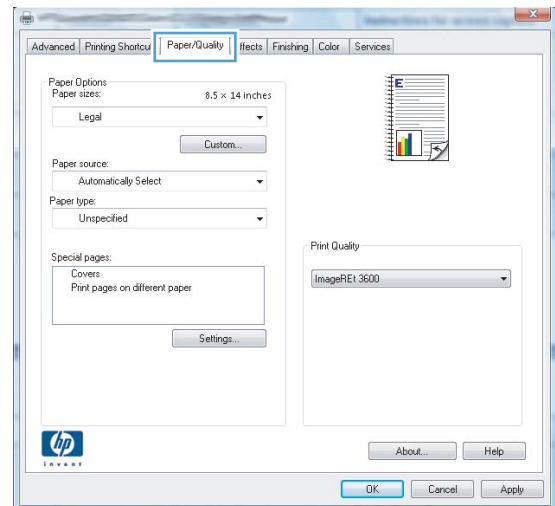 Advanced Printing Shortcu Paper/Quality ffects Finishing Color Services
Paper Options
Paper sizes: 8.5 × 14 inches
Legal
Custom...
Paper source:
Automatically Select
Paper type:
Unspecified
Special pages:
Covers
Print pages on different paper
Settings...
E
Print Quality
ImageREt 3600
hp
invent
About... Help
OK Cancel Apply